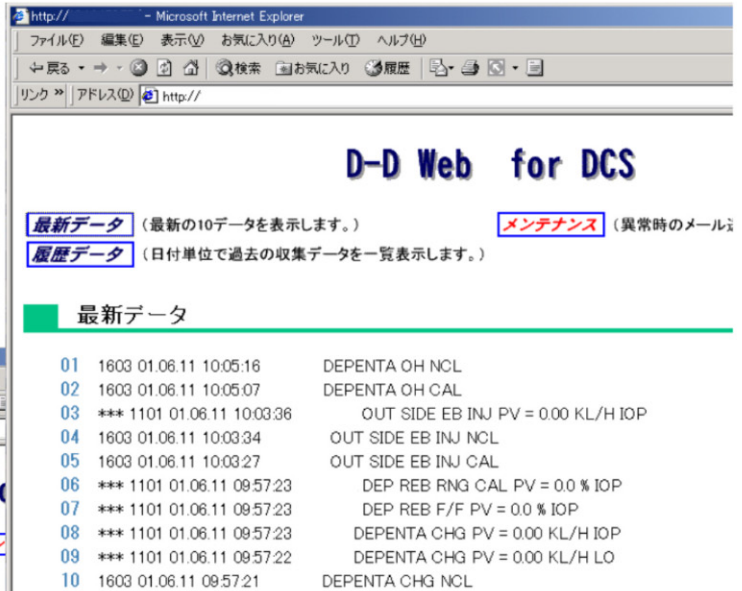 http:// - Microsoft Internet Explorer
ファイル(F) 編集(E) 表示(V) お気に入り(A) ツール(T) ヘルプ(H)
戻る 検索 お気に入り 履歴
リンク » アドレス(D) http://
D-D Web for DCS
最新データ (最新の10データを表示します。) メンテナンス (異常時のメール
履歴データ (日付単位で過去の収集データを一覧表示します。)
最新データ
01 1603 01.06.11 10:05:16 DEPENTA OH NCL
02 1603 01.06.11 10:05:07 DEPENTA OH CAL
03 *** 1101 01.06.11 10:03:36 OUT SIDE EB INJ PV = 0.00 KL/H IOP
04 1603 01.06.11 10:03:34 OUT SIDE EB INJ NCL
05 1603 01.06.11 10:03:27 OUT SIDE EB INJ CAL
06 *** 1101 01.06.11 09:57:23 DEP REB RNG CAL PV = 0.0 % IOP
07 *** 1101 01.06.11 09:57:23 DEP REB F/F PV = 0.0 % IOP
08 *** 1101 01.06.11 09:57:23 DEPENTA CHG PV = 0.00 KL/H IOP
09 *** 1101 01.06.11 09:57:22 DEPENTA CHG PV = 0.00 KL/H LO
10 1603 01.06.11 09:57:21 DEPENTA CHG NCL